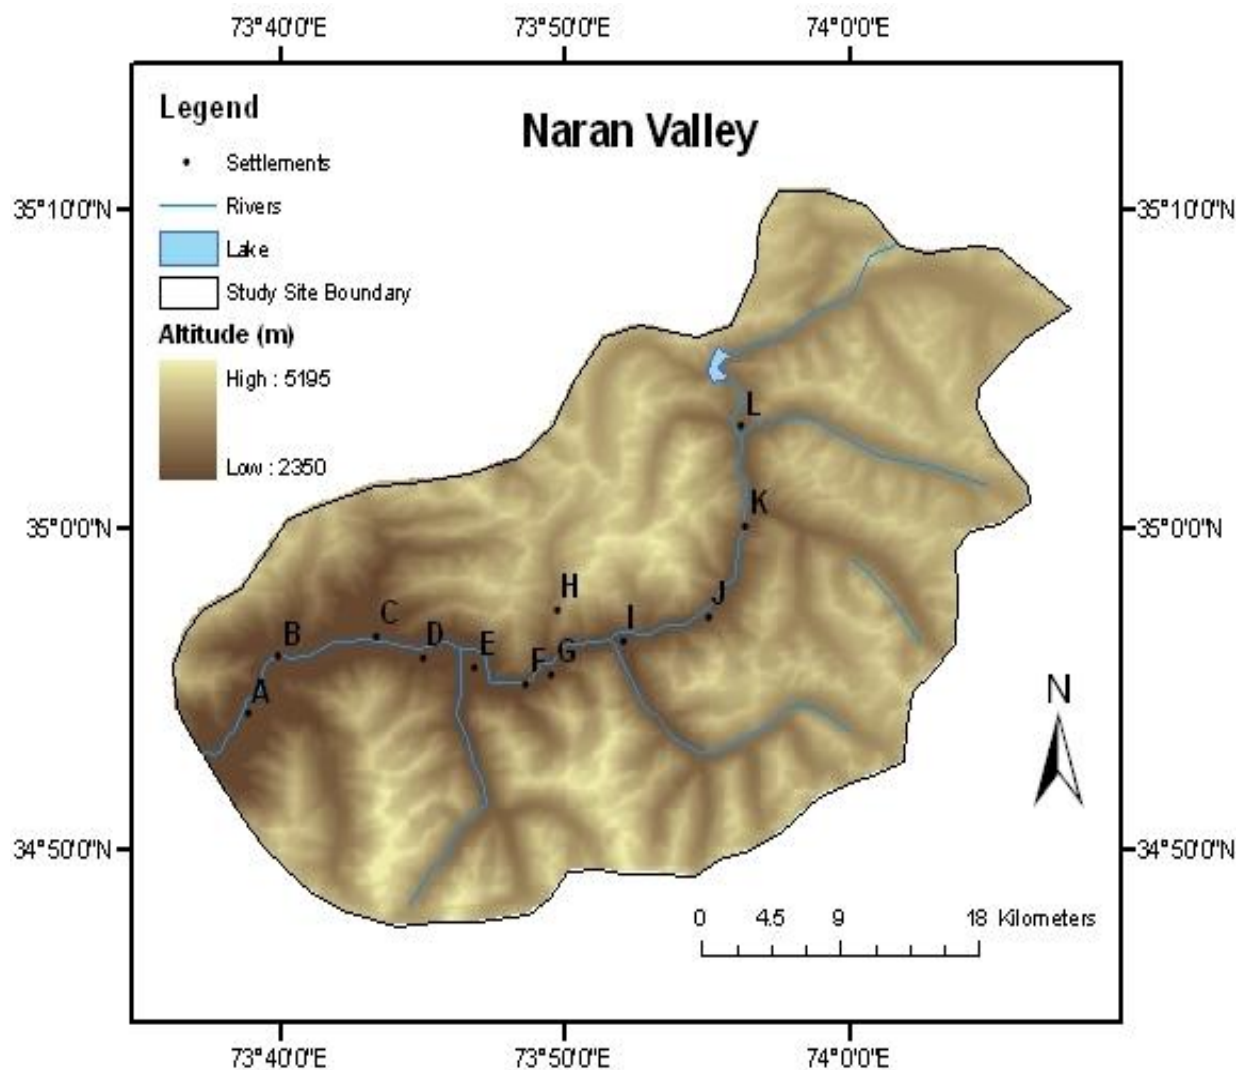 73°40'0"E 73°50'0"E 74°0'0"E
Legend
Naran Valley
Settlements
Rivers
35°10'0"N 35°10'0"N
Lake
Study Site Boundary
Altitude (m)
High : 5195
L
Low : 2350
K
35°0'0"N 35°0'0"N
H
J
C I
B D E F G
A
N
34°50'0"N 34°50'0"N
0 4.5 9 18 Kilometers
73°40'0"E 73°50'0"E 74°0'0"E